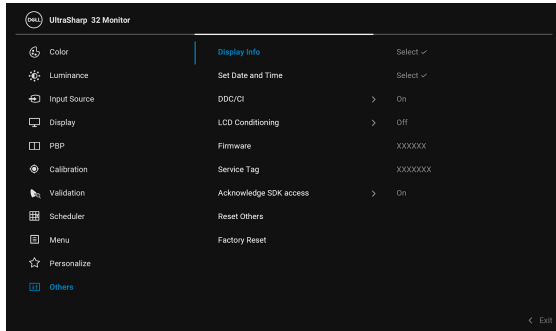 DELL UltraSharp 32 Monitor
Color Display Info Select ✓
Luminance Set Date and Time Select ✓
Input Source DDC/CI > On
Display LCD Conditioning > Off
PBP Firmware XXXXXX
Calibration Service Tag XXXXXXX
Validation Acknowledge SDK access > On
Scheduler Reset Others
Menu Factory Reset
Personalize
Others
< Exit